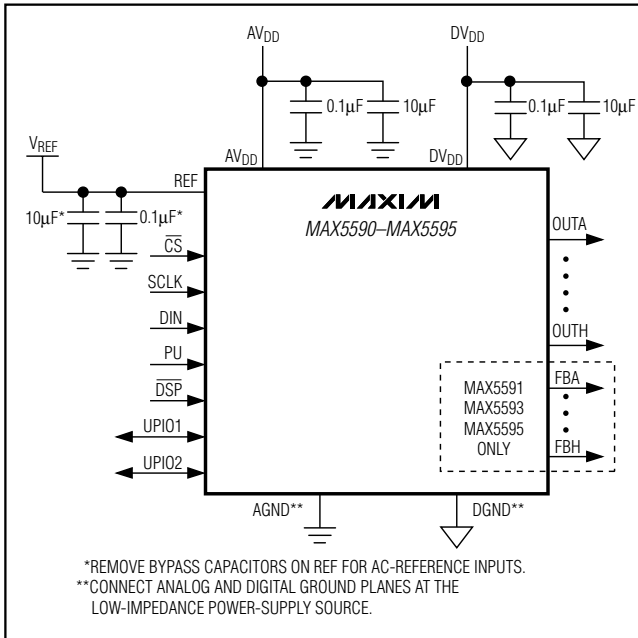 AVDD
DVDD
0.1µF
10µF
0.1µF
10µF
VREF
AVDD
DVDD
REF
MAXIM
MAX5590–MAX5595
10µF*
0.1µF*
CS
SCLK
DIN
PU
DSP
UPIO1
UPIO2
OUTA
OUTH
FBA
FBH
MAX5591
MAX5593
MAX5595
ONLY
AGND**
DGND**
*REMOVE BYPASS CAPACITORS ON REF FOR AC-REFERENCE INPUTS.
**CONNECT ANALOG AND DIGITAL GROUND PLANES AT THE
LOW-IMPEDANCE POWER-SUPPLY SOURCE.